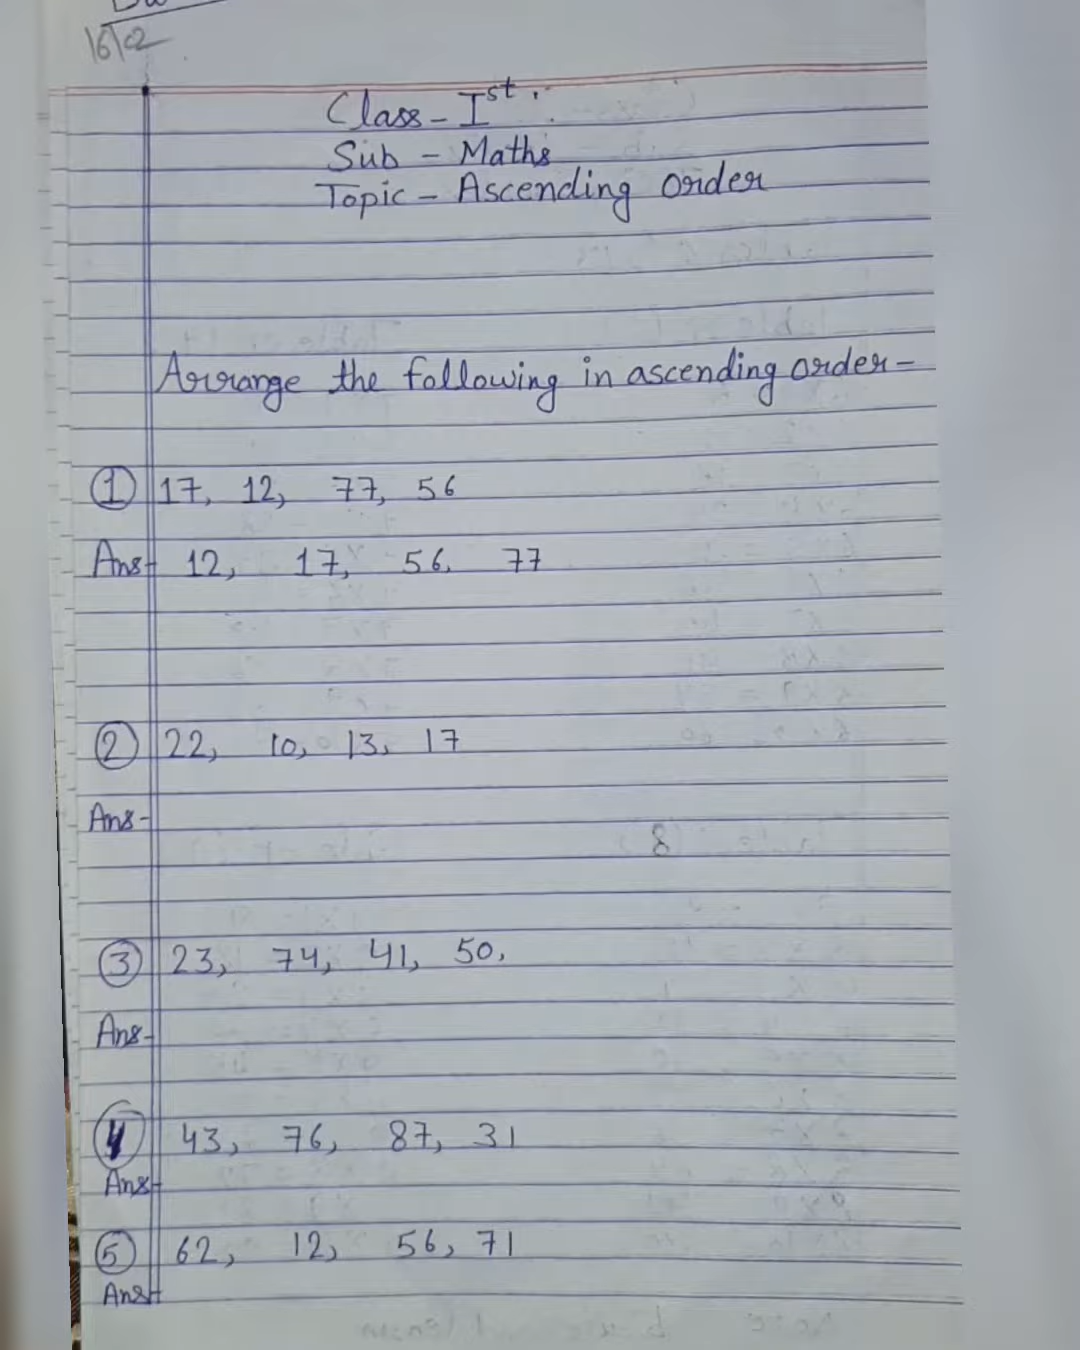 16/02
Class - Ist.
Sub - Maths
Topic - Ascending order
Arrange the following in ascending order -
1 17, 12, 77, 56
Ans- 12, 17, 56, 77
2 22, 10, 13, 17
Ans-
8
3 23, 74, 41, 50,
Ans-
4 43, 76, 87, 31
Ans-
5 62, 12, 56, 71
Ans-